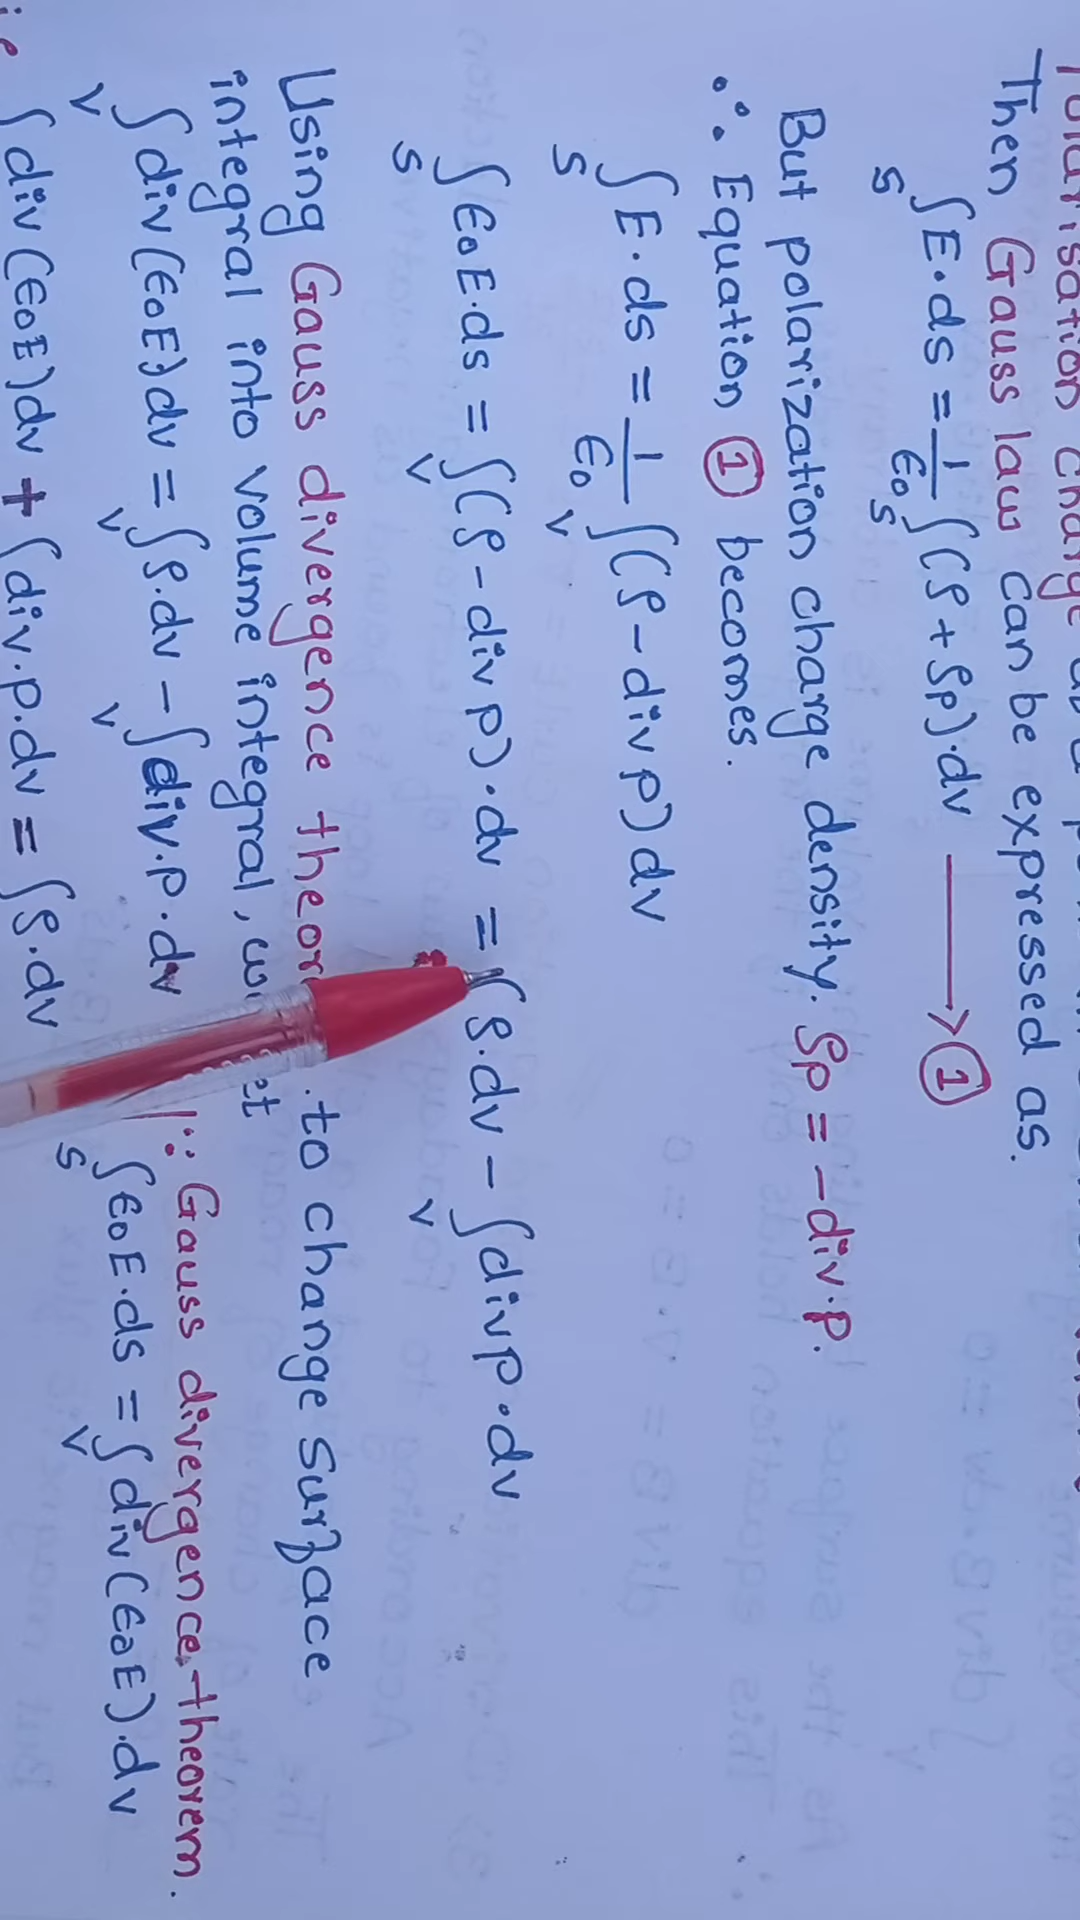 Polarisation charge
Then Gauss law can be expressed as.
∫S E·ds = 1/ϵ0 ∫S (ρ + ρp)·dv ⟶ ①
But polarization charge density. ρp = -div·P.
∴ Equation ① becomes.
∫S E·ds = 1/ϵ0 ∫V (ρ - div P) dv
∫S ϵ0E·ds = ∫V (ρ - div P)·dv = ∫ ρ·dv - ∫V div P·dv
Using Gauss divergence to change surface
integral into volume integral,
∫V div(ϵ0E)dv = ∫V ρ·dv - ∫V div·P·dv
∵ Gauss divergence theorem.
∫S ϵ0E·ds = ∫V div(ϵ0E)·dv
∫ div(ϵ0E)dv + ∫ div·P·dv = ∫ ρ·dv